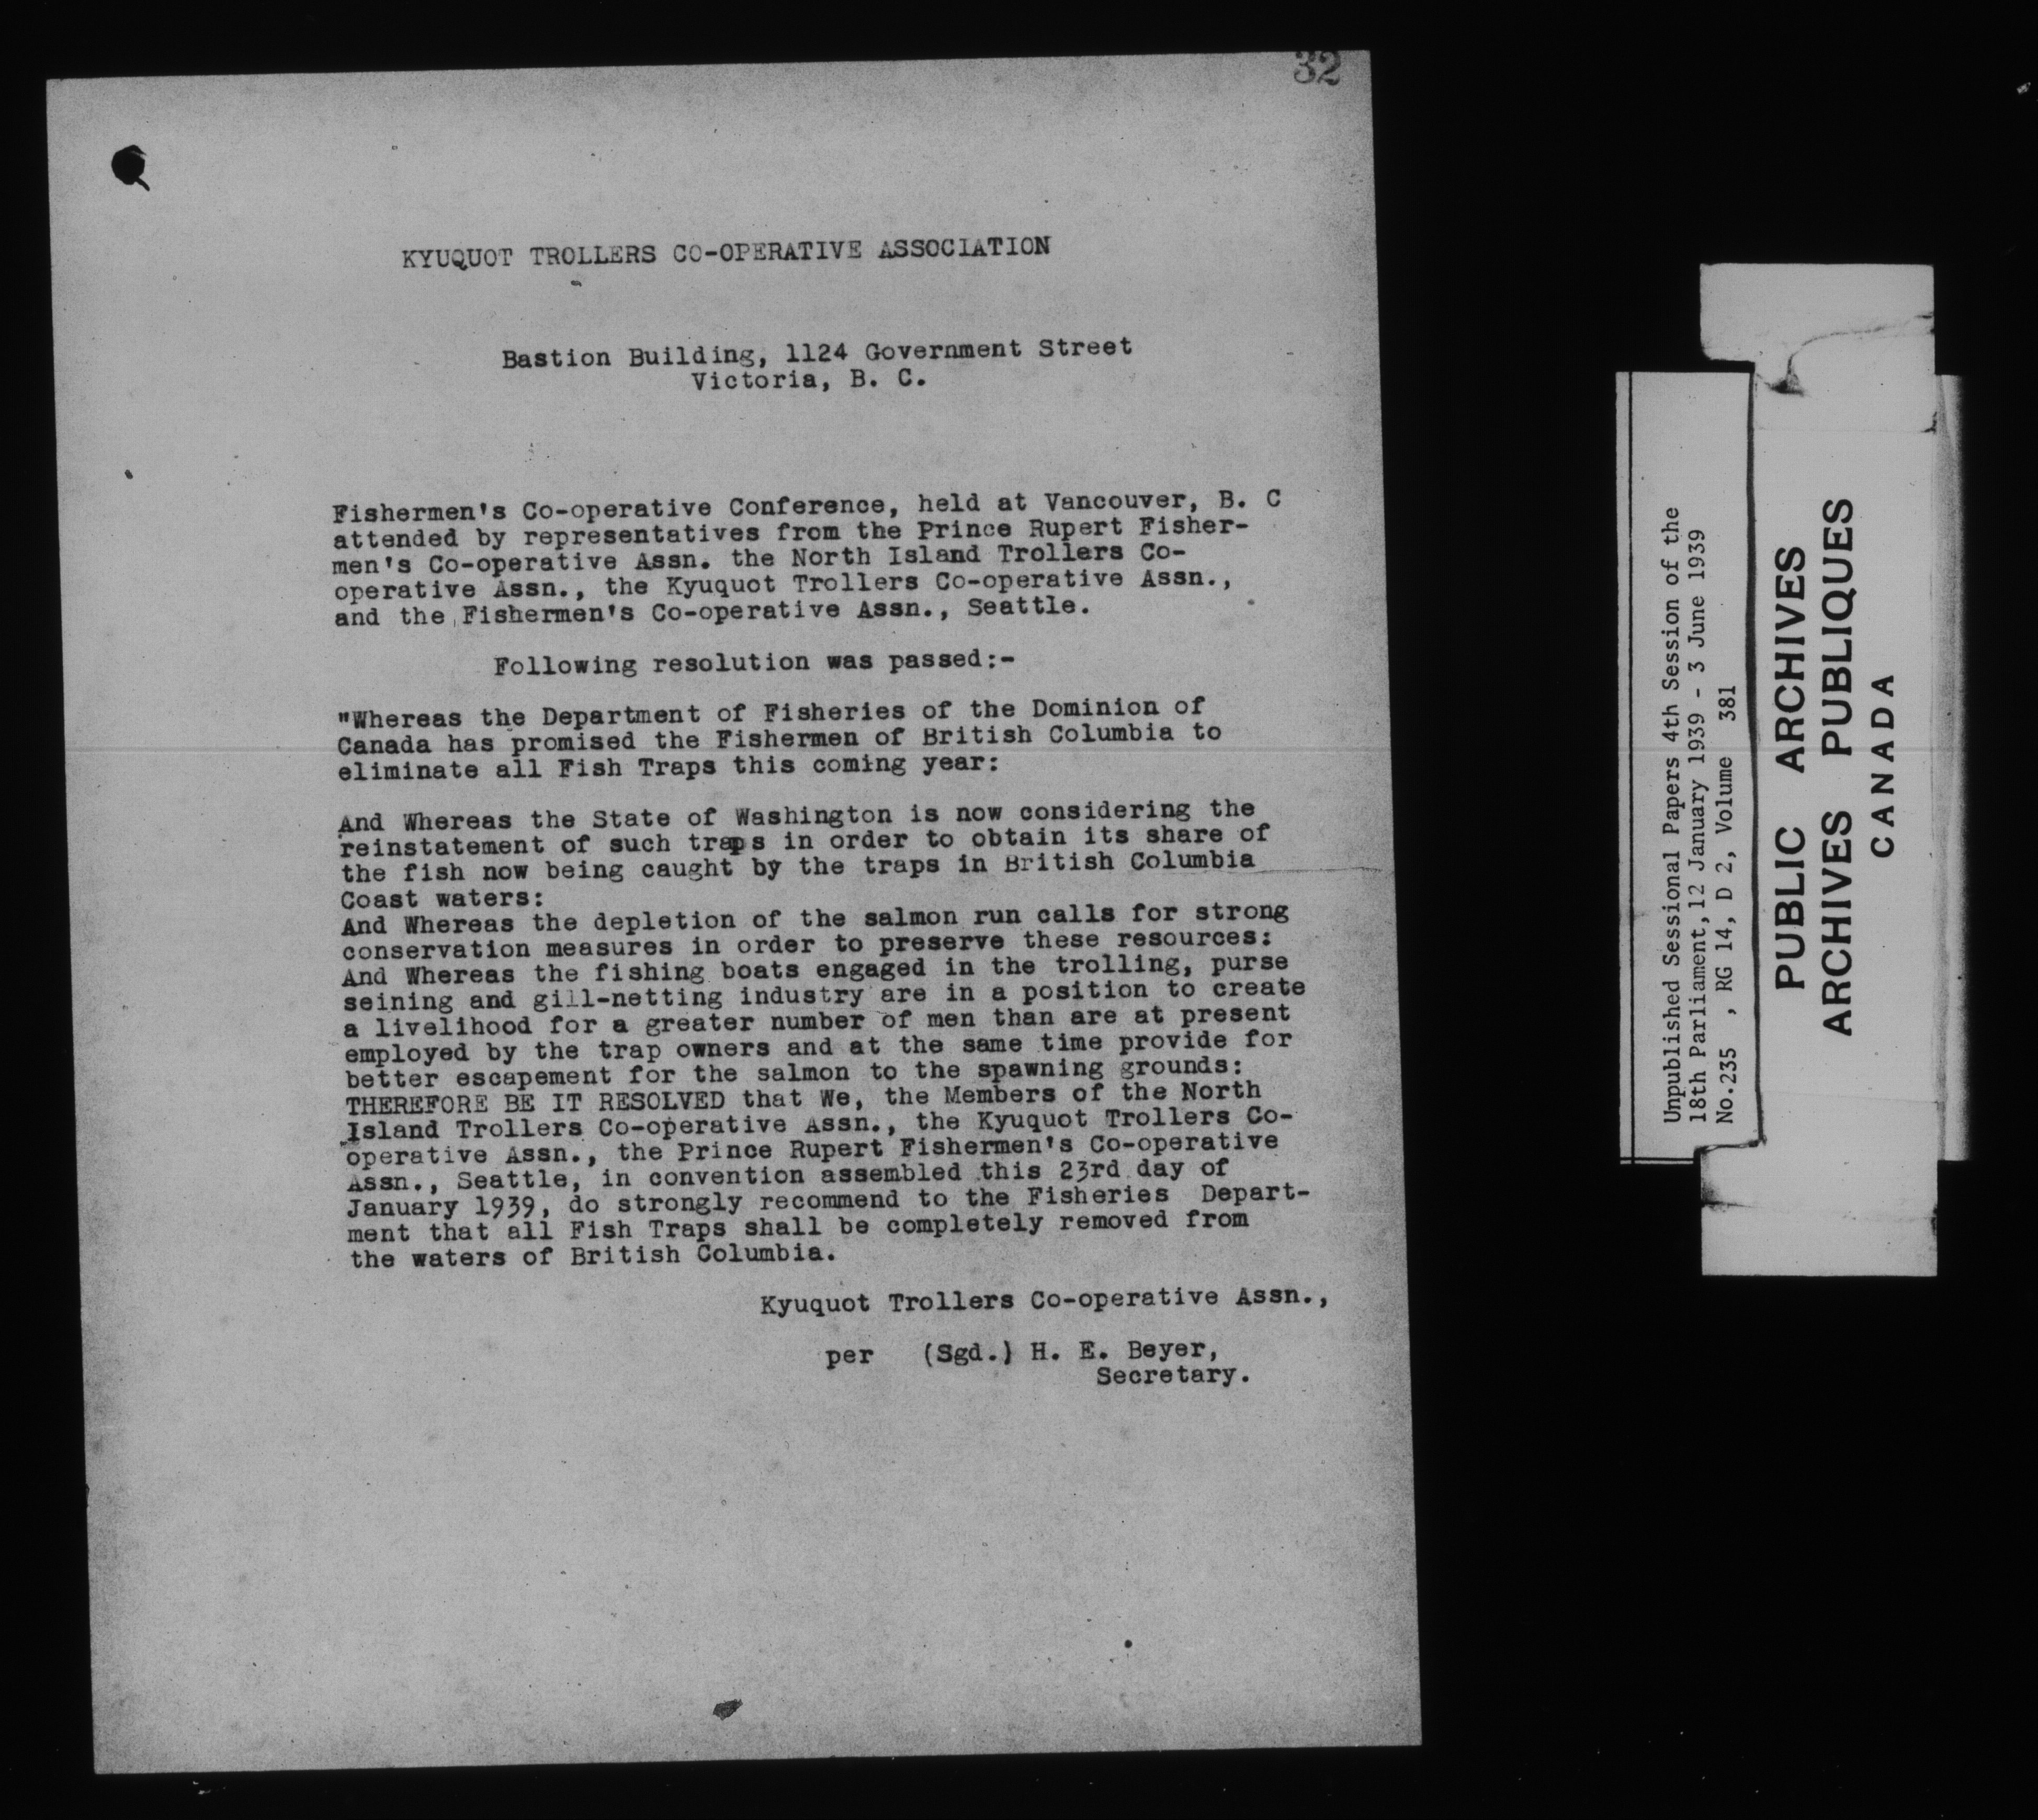 32
KYUQUOT TROLLERS CO-OPERATIVE ASSOCIATION
Bastion Building, 1124 Government Street
Victoria, B. C.
Fishermen's Co-operative Conference, held at Vancouver, B. C
attended by representatives from the Prince Rupert Fisher-
men's Co-operative Assn. the North Island Trollers Co-
operative Assn., the Kyuquot Trollers Co-operative Assn.,
and the Fishermen's Co-operative Assn., Seattle.
Following resolution was passed:-
"Whereas the Department of Fisheries of the Dominion of
Canada has promised the Fishermen of British Columbia to
eliminate all Fish Traps this coming year:
And Whereas the State of Washington is now considering the
reinstatement of such traps in order to obtain its share of
the fish now being caught by the traps in British Columbia
Coast waters:
And Whereas the depletion of the salmon run calls for strong
conservation measures in order to preserve these resources:
And Whereas the fishing boats engaged in the trolling, purse
seining and gill-netting industry are in a position to create
a livelihood for a greater number of men than are at present
employed by the trap owners and at the same time provide for
better escapement for the salmon to the spawning grounds:
THEREFORE BE IT RESOLVED that We, the Members of the North
Island Trollers Co-operative Assn., the Kyuquot Trollers Co-
operative Assn., the Prince Rupert Fishermen's Co-operative
Assn., Seattle, in convention assembled this 23rd day of
January 1939, do strongly recommend to the Fisheries Depart-
ment that all Fish Traps shall be completely removed from
the waters of British Columbia.
Kyuquot Trollers Co-operative Assn.,
per (Sgd.) H. E. Beyer,
Secretary.
Unpublished Sessional Papers 4th Session of the
18th Parliament, 12 January 1939 - 3 June 1939
No.235 , RG 14, D 2, Volume 381
PUBLIC ARCHIVES
ARCHIVES PUBLIQUES
CANADA